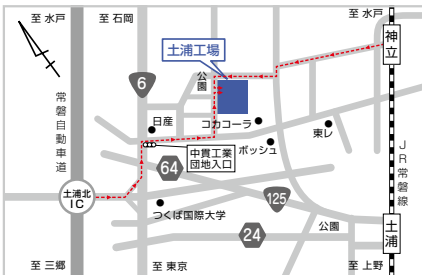 至 水戸
至 石岡
至 水戸
土浦工場
神立
6
公園
常磐自動車道
日産
コカコーラ
東レ
ボッシュ
中貫工業
団地入口
JR常磐線
64
125
土浦北
IC
つくば国際大学
24
公園
土浦
至 三郷
至 東京
至 上野